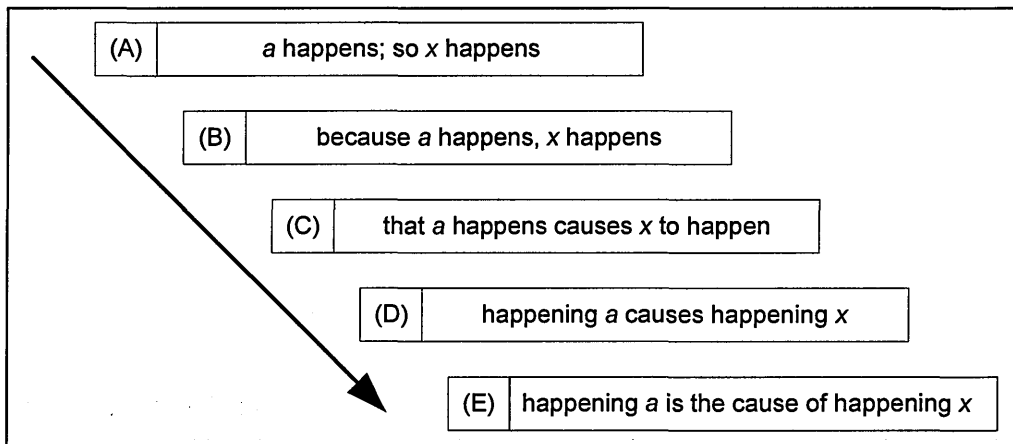 (A) a happens; so x happens
(B) because a happens, x happens
(C) that a happens causes x to happen
(D) happening a causes happening x
(E) happening a is the cause of happening x